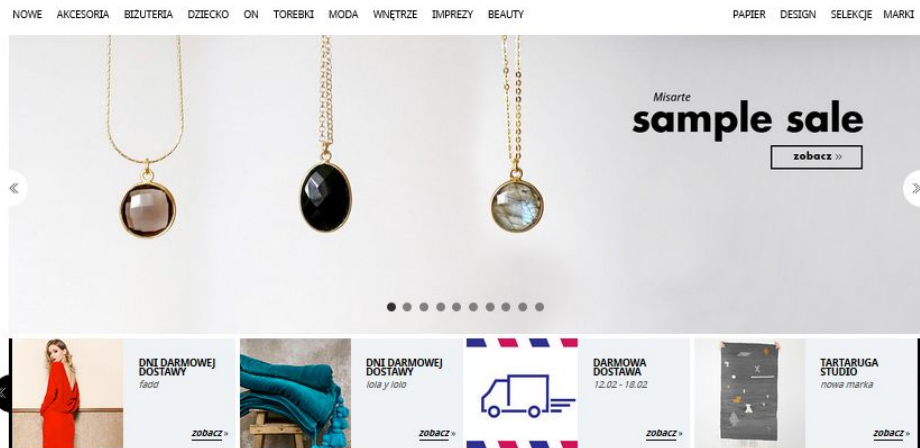 NOWE AKCESORIA BIŻUTERIA DZIECKO ON TOREBKI MODA WNĘTRZE IMPREZY BEAUTY PAPIER DESIGN SELEKCJE MARKI
Misarte
sample sale
zobacz »
DNI DARMOWEJ
DOSTAWY
fadd
zobacz »
DNI DARMOWEJ
DOSTAWY
lola y lolo
zobacz »
DARMOWA
DOSTAWA
12.02 - 18.02
zobacz »
TARTARUGA
STUDIO
nowa marka
zobacz »